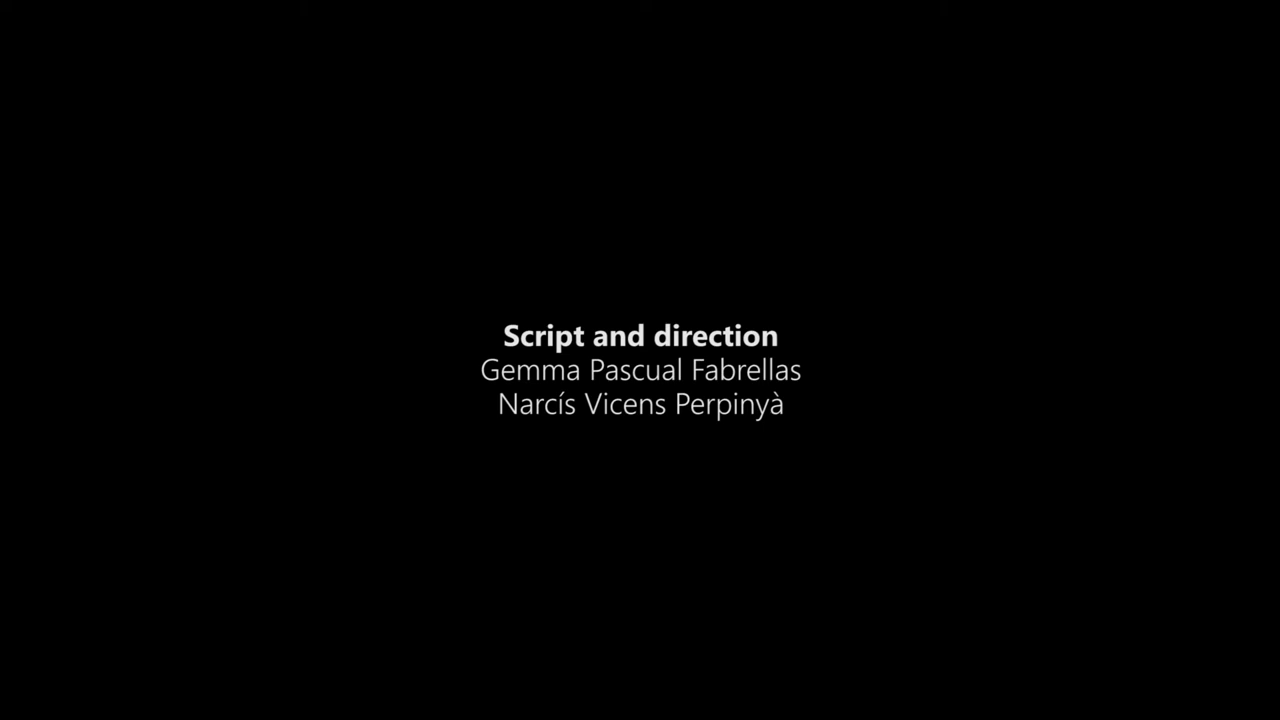 Script and direction
Gemma Pascual Fabrellas
Narcís Vicens Perpinyà